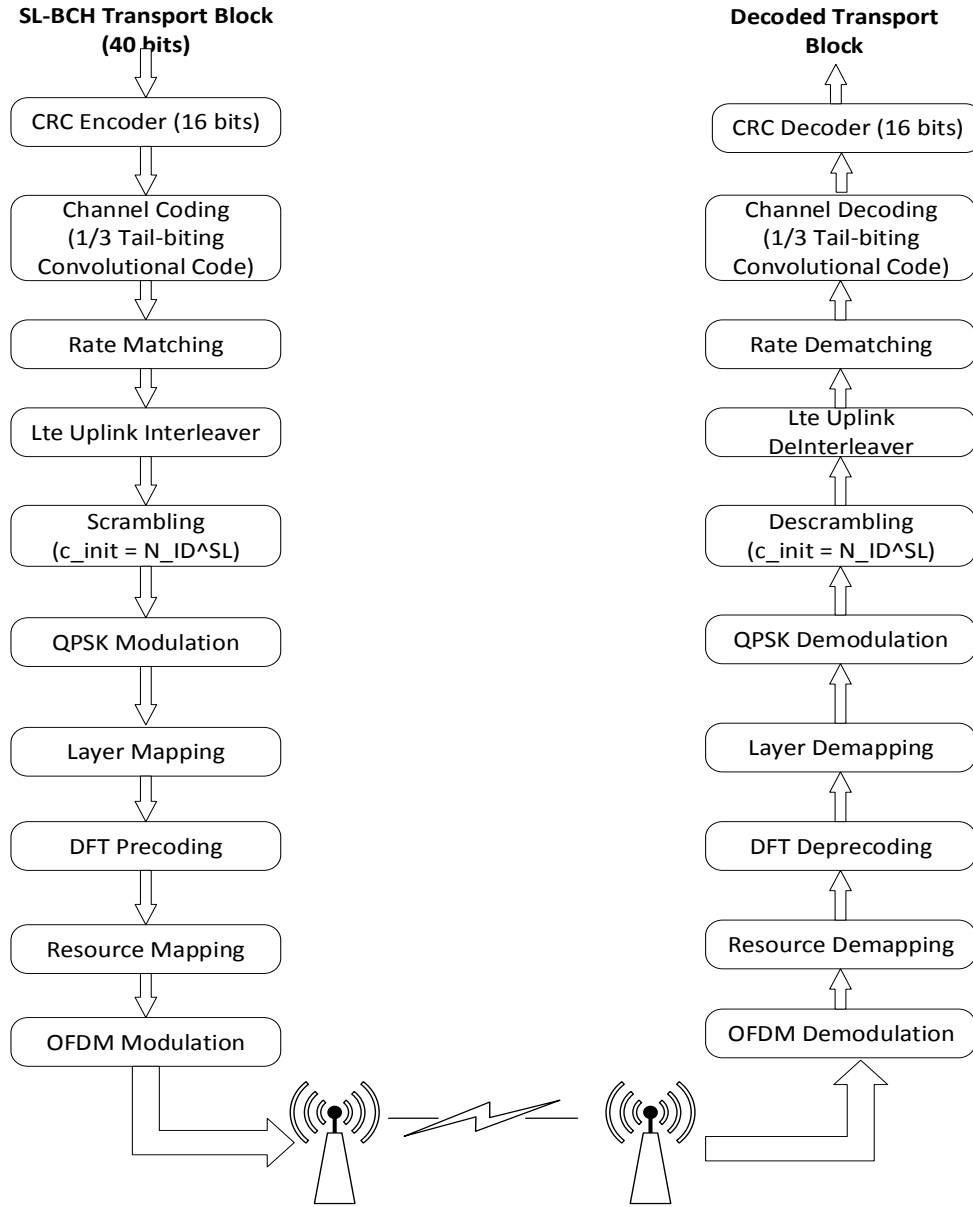 SL-BCH Transport Block
(40 bits)
CRC Encoder (16 bits)
Channel Coding
(1/3 Tail-biting
Convolutional Code)
Rate Matching
Lte Uplink Interleaver
Scrambling
(c_init = N_ID^SL)
QPSK Modulation
Layer Mapping
DFT Precoding
Resource Mapping
OFDM Modulation
Decoded Transport
Block
CRC Decoder (16 bits)
Channel Decoding
(1/3 Tail-biting
Convolutional Code)
Rate Dematching
Lte Uplink
DeInterleaver
Descrambling
(c_init = N_ID^SL)
QPSK Demodulation
Layer Demapping
DFT Deprecoding
Resource Demapping
OFDM Demodulation